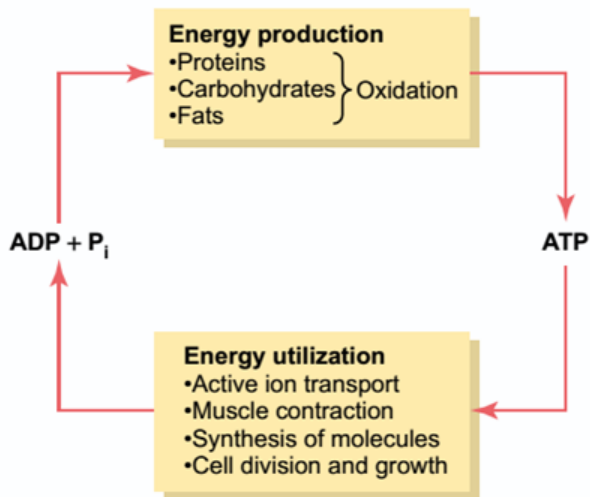 Energy production
•Proteins
•Carbohydrates
•Fats
Oxidation
ADP + Pi
ATP
Energy utilization
•Active ion transport
•Muscle contraction
•Synthesis of molecules
•Cell division and growth